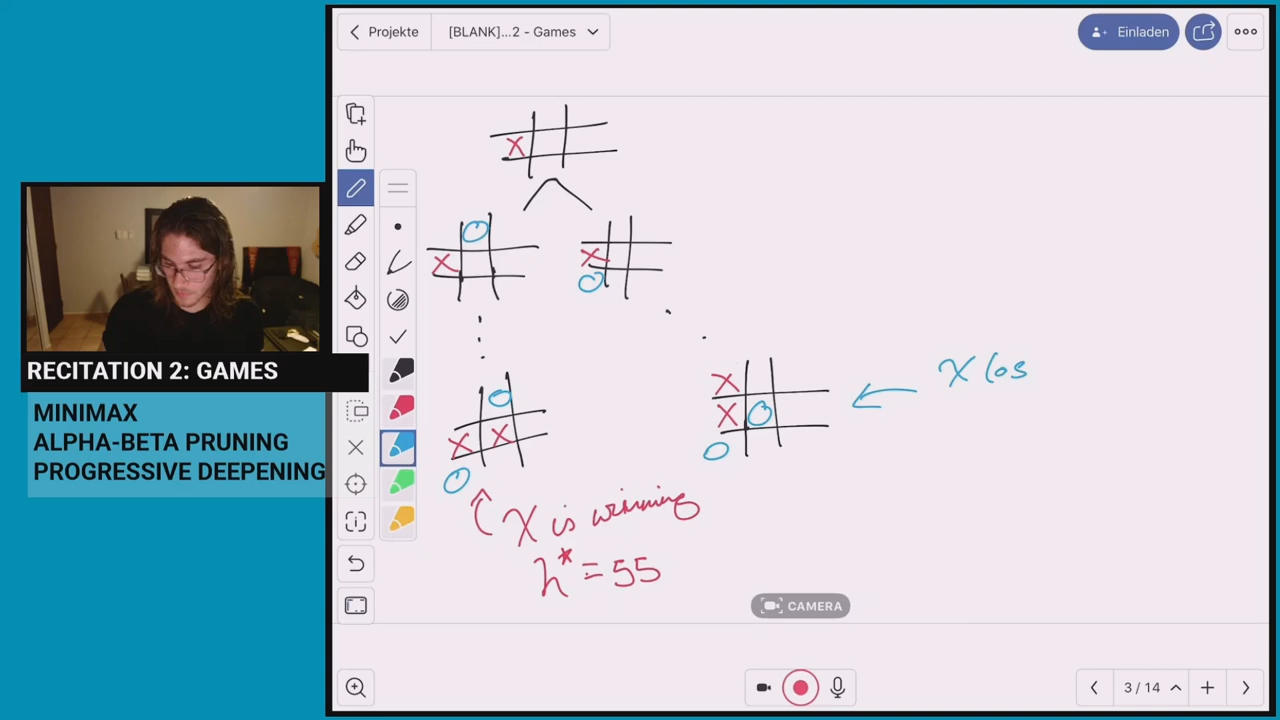 Projekte
[BLANK]...2 - Games
Einladen
X
O
X
X
O
O
X X
O
X
X O
O
X los
X is winning
h* = 55
RECITATION 2: GAMES
MINIMAX
ALPHA-BETA PRUNING
PROGRESSIVE DEEPENING
CAMERA
3 / 14